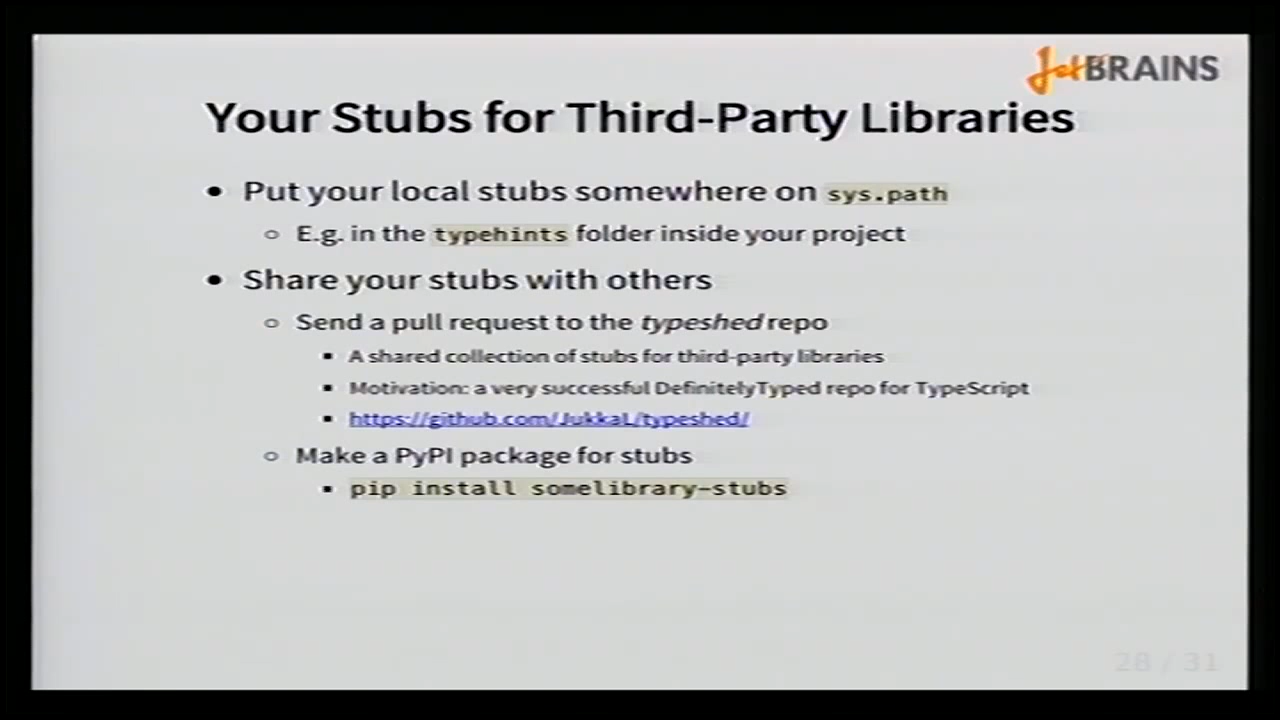 JetBRAINS
Your Stubs for Third-Party Libraries
Put your local stubs somewhere on sys.path
E.g. in the typehints folder inside your project
Share your stubs with others
Send a pull request to the typeshed repo
A shared collection of stubs for third-party libraries
Motivation: a very successful DefinitelyTyped repo for TypeScript
https://github.com/JukkaL/typeshed/
Make a PyPI package for stubs
pip install somelibrary-stubs
28 / 31